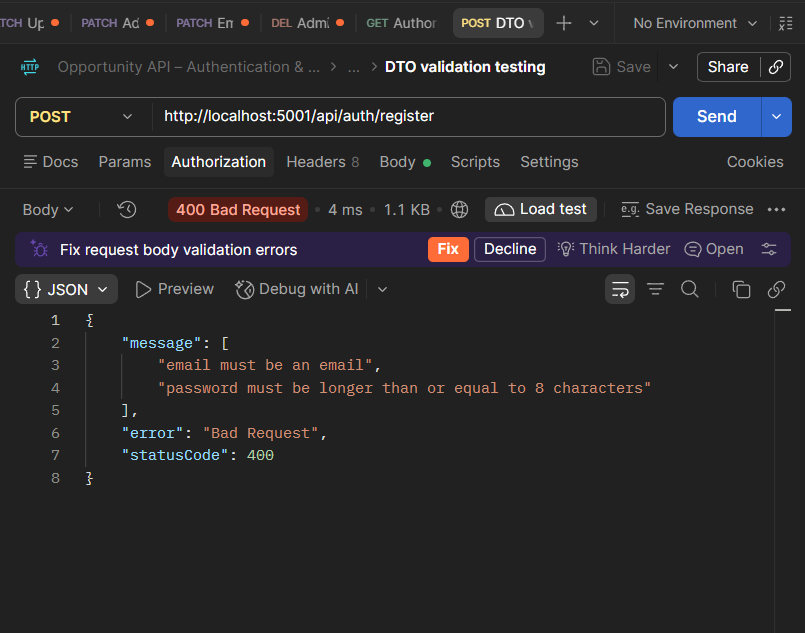 TCH Up PATCH Ad PATCH Em DEL Admi GET Author POST DTO v No Environment
HTTP Opportunity API – Authentication & ... > ... > DTO validation testing Save Share
POST http://localhost:5001/api/auth/register Send
Docs Params Authorization Headers 8 Body Scripts Settings Cookies
Body 400 Bad Request • 4 ms • 1.1 KB • Load test e.g. Save Response
Fix request body validation errors Fix Decline Think Harder Open
{} JSON Preview Debug with AI
1 {
2 "message": [
3 "email must be an email",
4 "password must be longer than or equal to 8 characters"
5 ],
6 "error": "Bad Request",
7 "statusCode": 400
8 }